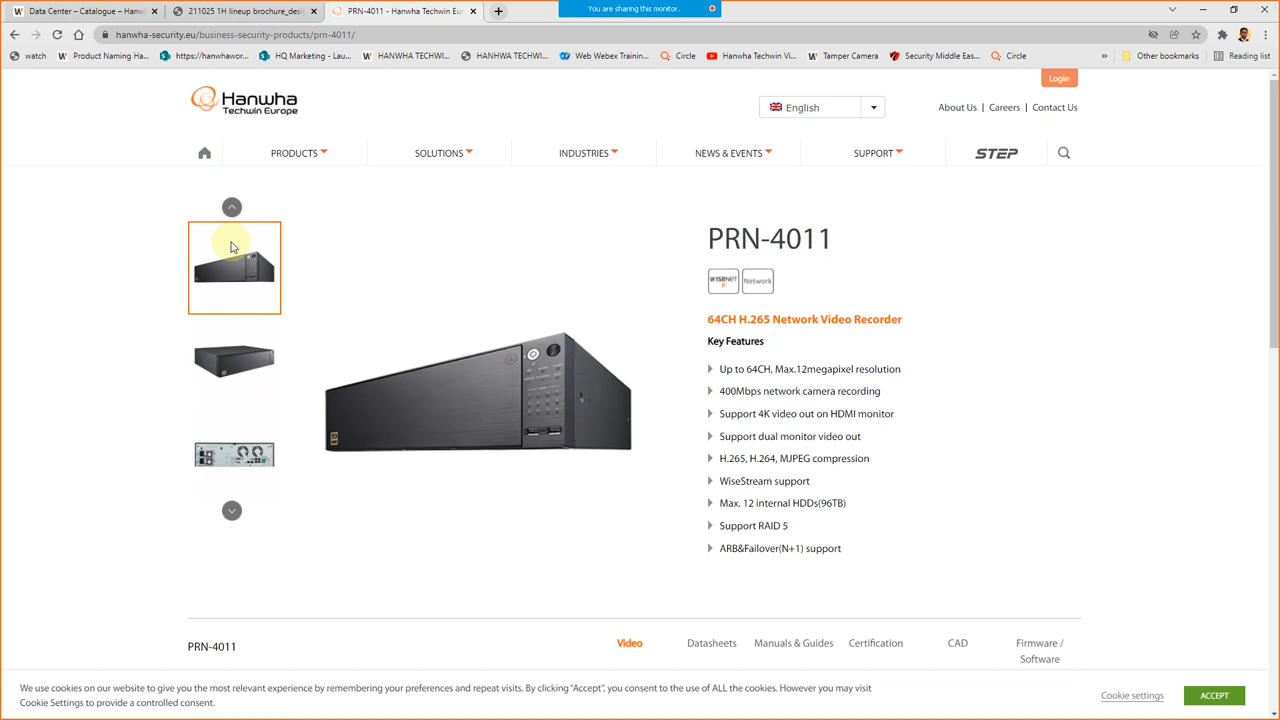 Data Center – Catalogue – Hanw
211025  1H lineup brochure_desig
PRN-4011 - Hanwha Techwin Eur
You are sharing this monitor.
hanwha-security.eu/business-security-products/prn-4011/
watch
Product Naming Ha...
https://hanwhawor...
HQ Marketing - Lau...
HANWHA TECHWI...
HANWHA TECHWI...
Web Webex Training...
Circle
Hanwha Techwin Vi...
Tamper Camera
Security Middle Eas...
Circle
Other bookmarks
Reading list
Login
Hanwha
Techwin Europe
English
About Us | Careers | Contact Us
PRODUCTS
SOLUTIONS
INDUSTRIES
NEWS & EVENTS
SUPPORT
STEP
PRN-4011
WISENET
P
Network
64CH H.265 Network Video Recorder
Key Features
Up to 64CH, Max.12megapixel resolution
400Mbps network camera recording
Support 4K video out on HDMI monitor
Support dual monitor video out
H.265, H.264, MJPEG compression
WiseStream support
Max. 12 internal HDDs(96TB)
Support RAID 5
ARB&Failover(N+1) support
PRN-4011
Video
Datasheets
Manuals & Guides
Certification
CAD
Firmware /
Software
We use cookies on our website to give you the most relevant experience by remembering your preferences and repeat visits. By clicking "Accept", you consent to the use of ALL the cookies. However you may visit
Cookie Settings to provide a controlled consent.
Cookie settings
ACCEPT